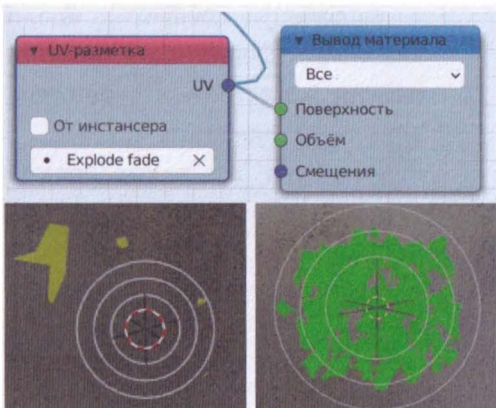 UV-разметка
UV
От инстансера
Explode fade
Вывод материала
Все
Поверхность
Объём
Смещения